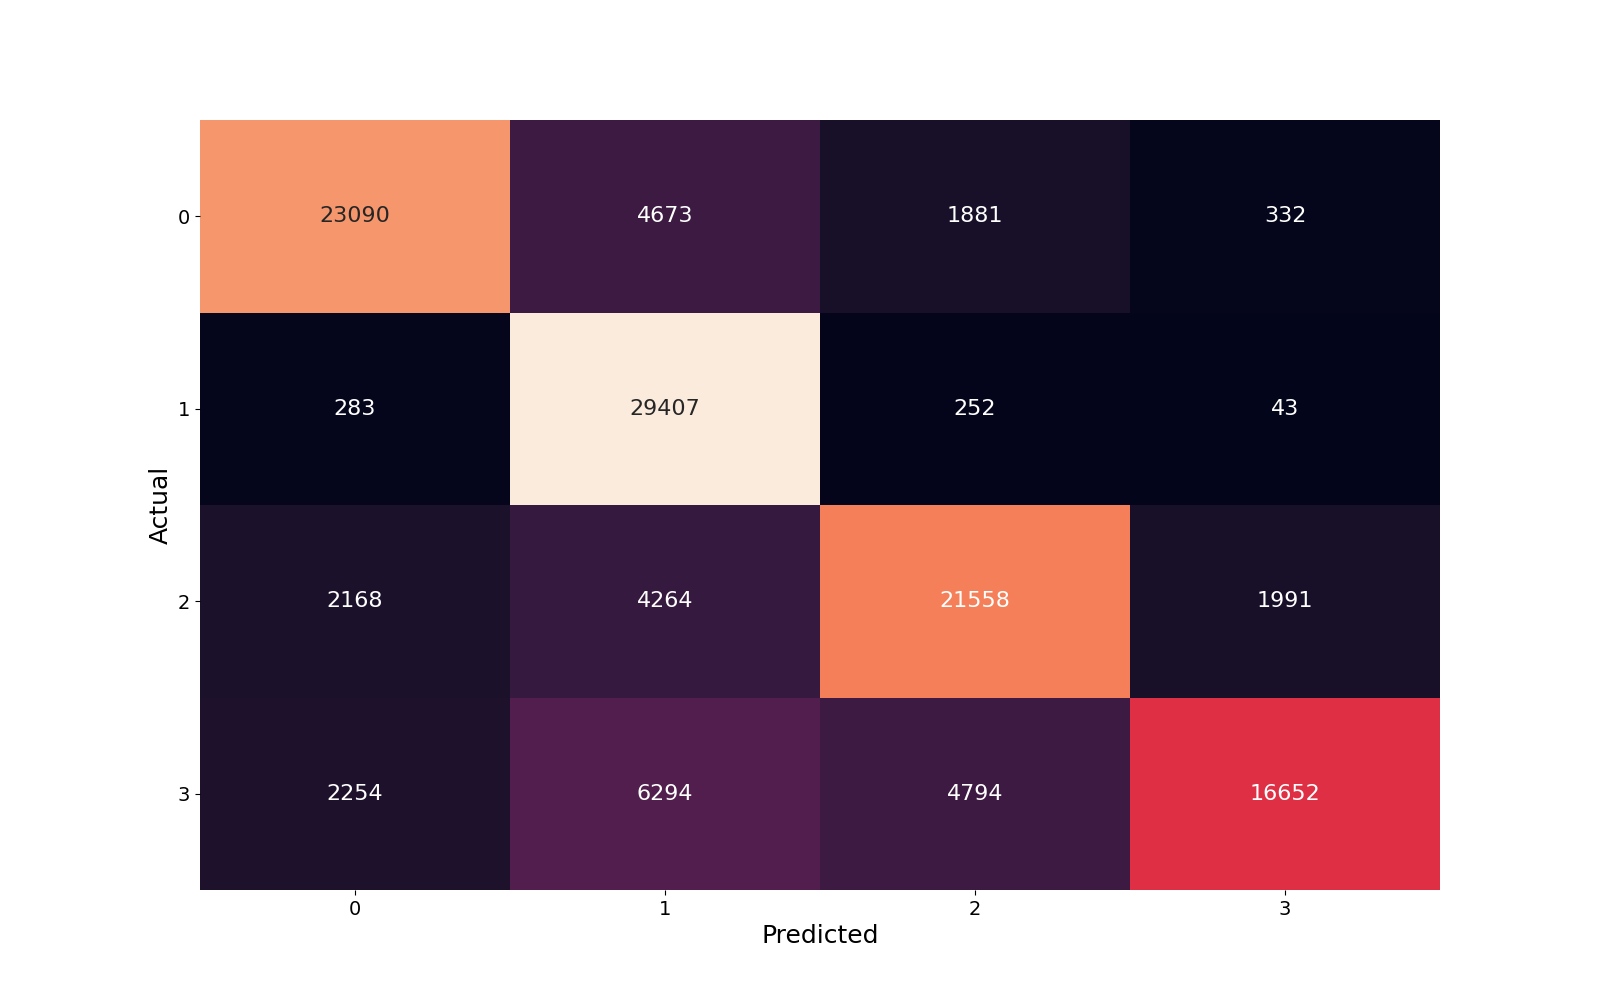 0 23090 4673 1881 332
1 283 29407 252 43
Actual
2 2168 4264 21558 1991
3 2254 6294 4794 16652
0 1 2 3
Predicted